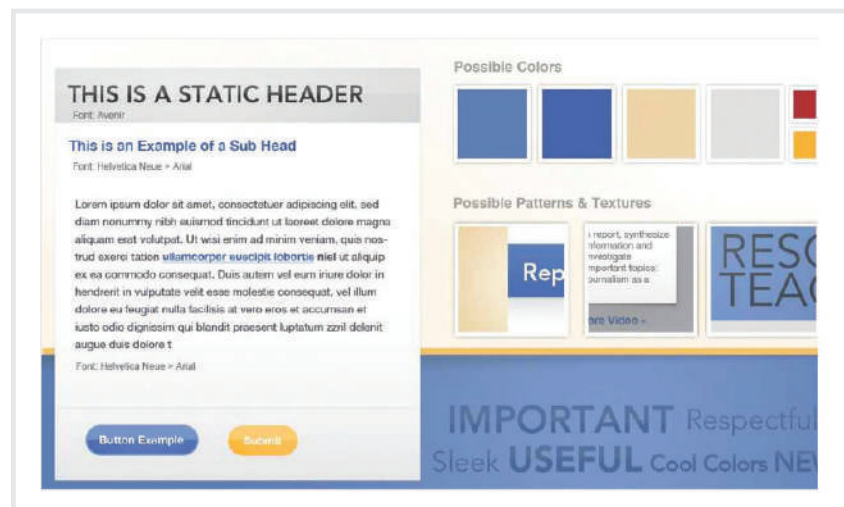 THIS IS A STATIC HEADER
Font: Avenir
This is an Example of a Sub Head
Font: Helvetica Neue > Arial
Lorem ipsum dolor sit amet, consectetuer adipiscing elit, sed
diam nonummy nibh euismod tincidunt ut laoreet dolore magna
aliquam erat volutpat. Ut wisi enim ad minim veniam, quis nos-
trud exerci tation ullamcorper suscipit lobortis nisl ut aliquip
ex ea commodo consequat. Duis autem vel eum iriure dolor in
hendrerit in vulputate velit esse molestie consequat, vel illum
dolore eu feugiat nulla facilisis at vero eros et accumsan et
iusto odio dignissim qui blandit praesent luptatum zzril delenit
augue duis dolore t
Font: Helvetica Neue > Arial
Button Example
Submit
Possible Colors
Possible Patterns & Textures
Rep
report, synthesize
nformation and
nvestigate
mportant topics:
ournalism as a
ore Video »
RESO
TEAC
IMPORTANT Respectful
Sleek USEFUL Cool Colors NEW